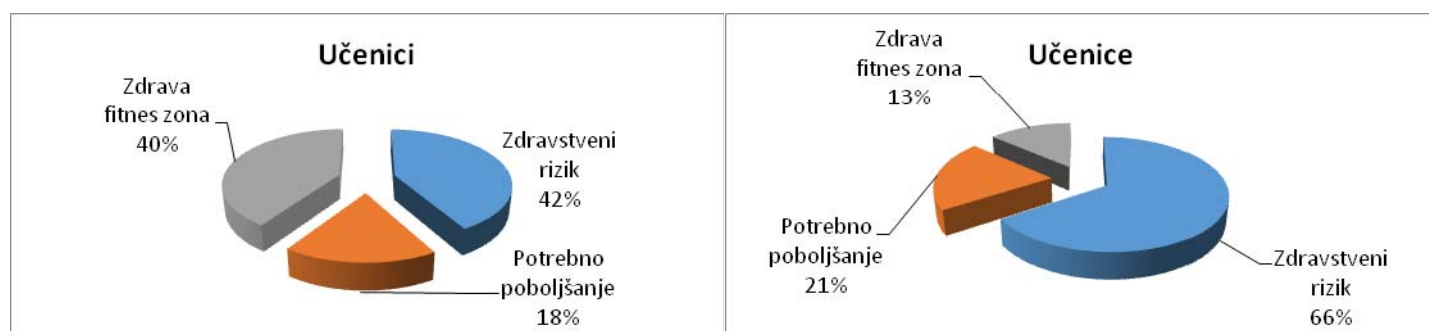 Učenici
Zdrava
fitnes zona
40%
Zdravstveni
rizik
42%
Potrebno
poboljšanje
18%
Učenice
Zdrava
fitnes zona
13%
Potrebno
poboljšanje
21%
Zdravstveni
rizik
66%